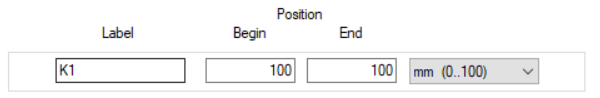 Position
Label Begin End
K1 100 100 mm (0..100)